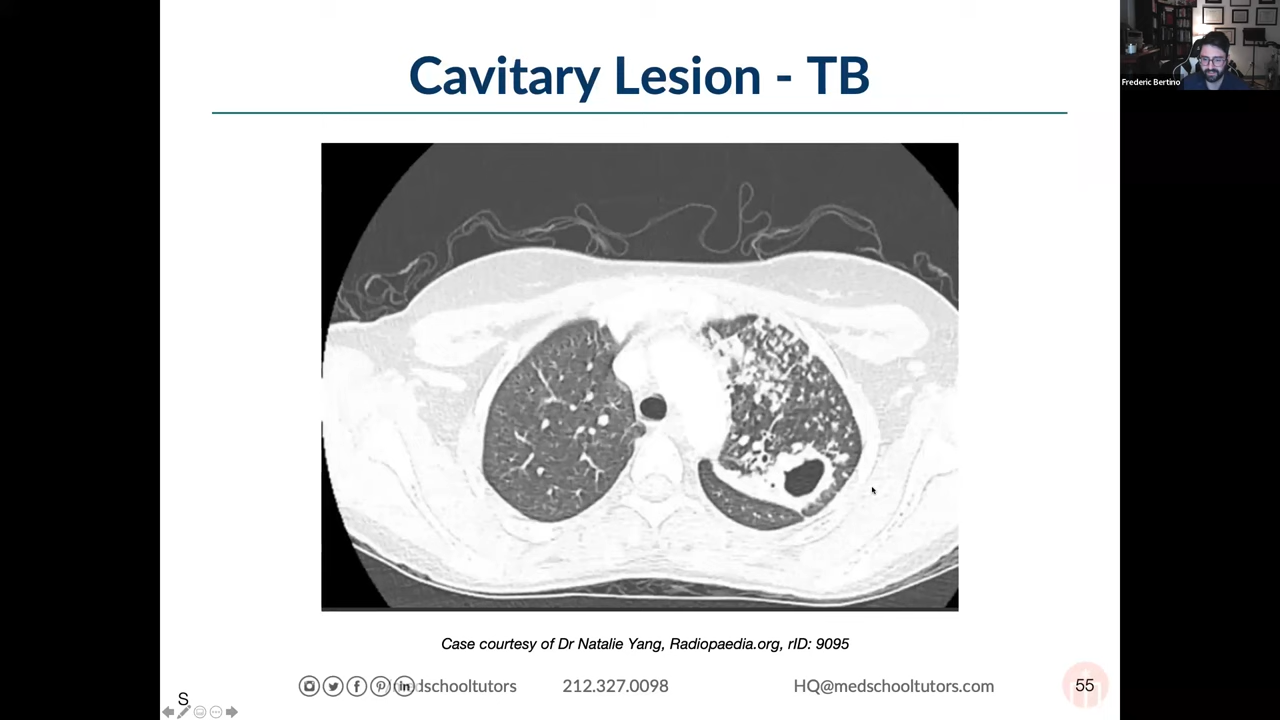 Cavitary Lesion - TB
Frederic Bertino
Case courtesy of Dr Natalie Yang, Radiopaedia.org, rID: 9095
medschooltutors 212.327.0098 HQ@medschooltutors.com 55
S